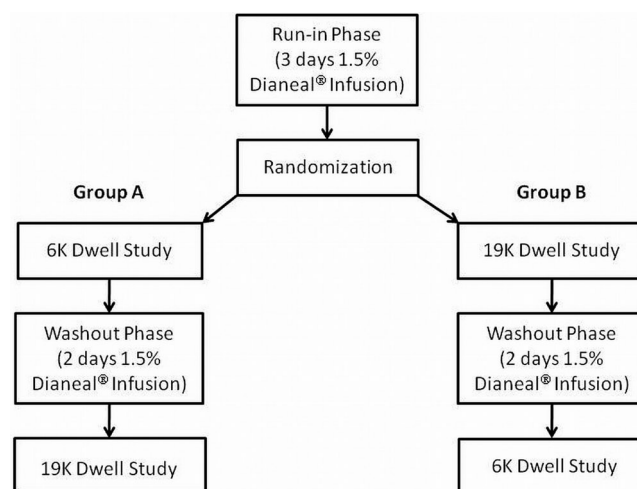 Run-in Phase
(3 days 1.5%
Dianeal® Infusion)
Randomization
Group A
Group B
6K Dwell Study
19K Dwell Study
Washout Phase
(2 days 1.5%
Dianeal® Infusion)
Washout Phase
(2 days 1.5%
Dianeal® Infusion)
19K Dwell Study
6K Dwell Study